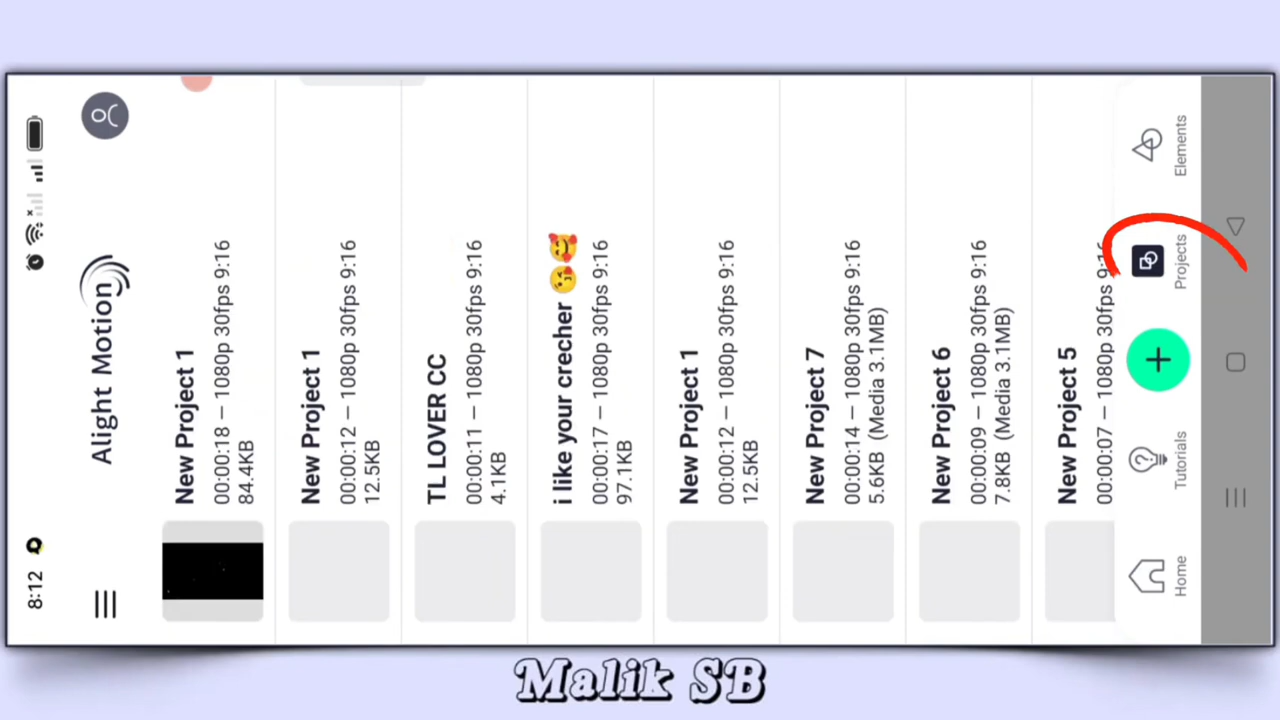 8:12
Alight Motion
New Project 1
00:00:18 — 1080p 30fps 9:16
84.4KB
New Project 1
00:00:12 — 1080p 30fps 9:16
12.5KB
TL LOVER CC
00:00:11 — 1080p 30fps 9:16
4.1KB
i like your crecher 😘🥰
00:00:17 — 1080p 30fps 9:16
97.1KB
New Project 1
00:00:12 — 1080p 30fps 9:16
12.5KB
New Project 7
00:00:14 — 1080p 30fps 9:16
5.6KB (Media 3.1MB)
New Project 6
00:00:09 — 1080p 30fps 9:16
7.8KB (Media 3.1MB)
New Project 5
00:00:07 — 1080p 30fps 9:16
Home
Tutorials
Projects
Elements
Malik SB